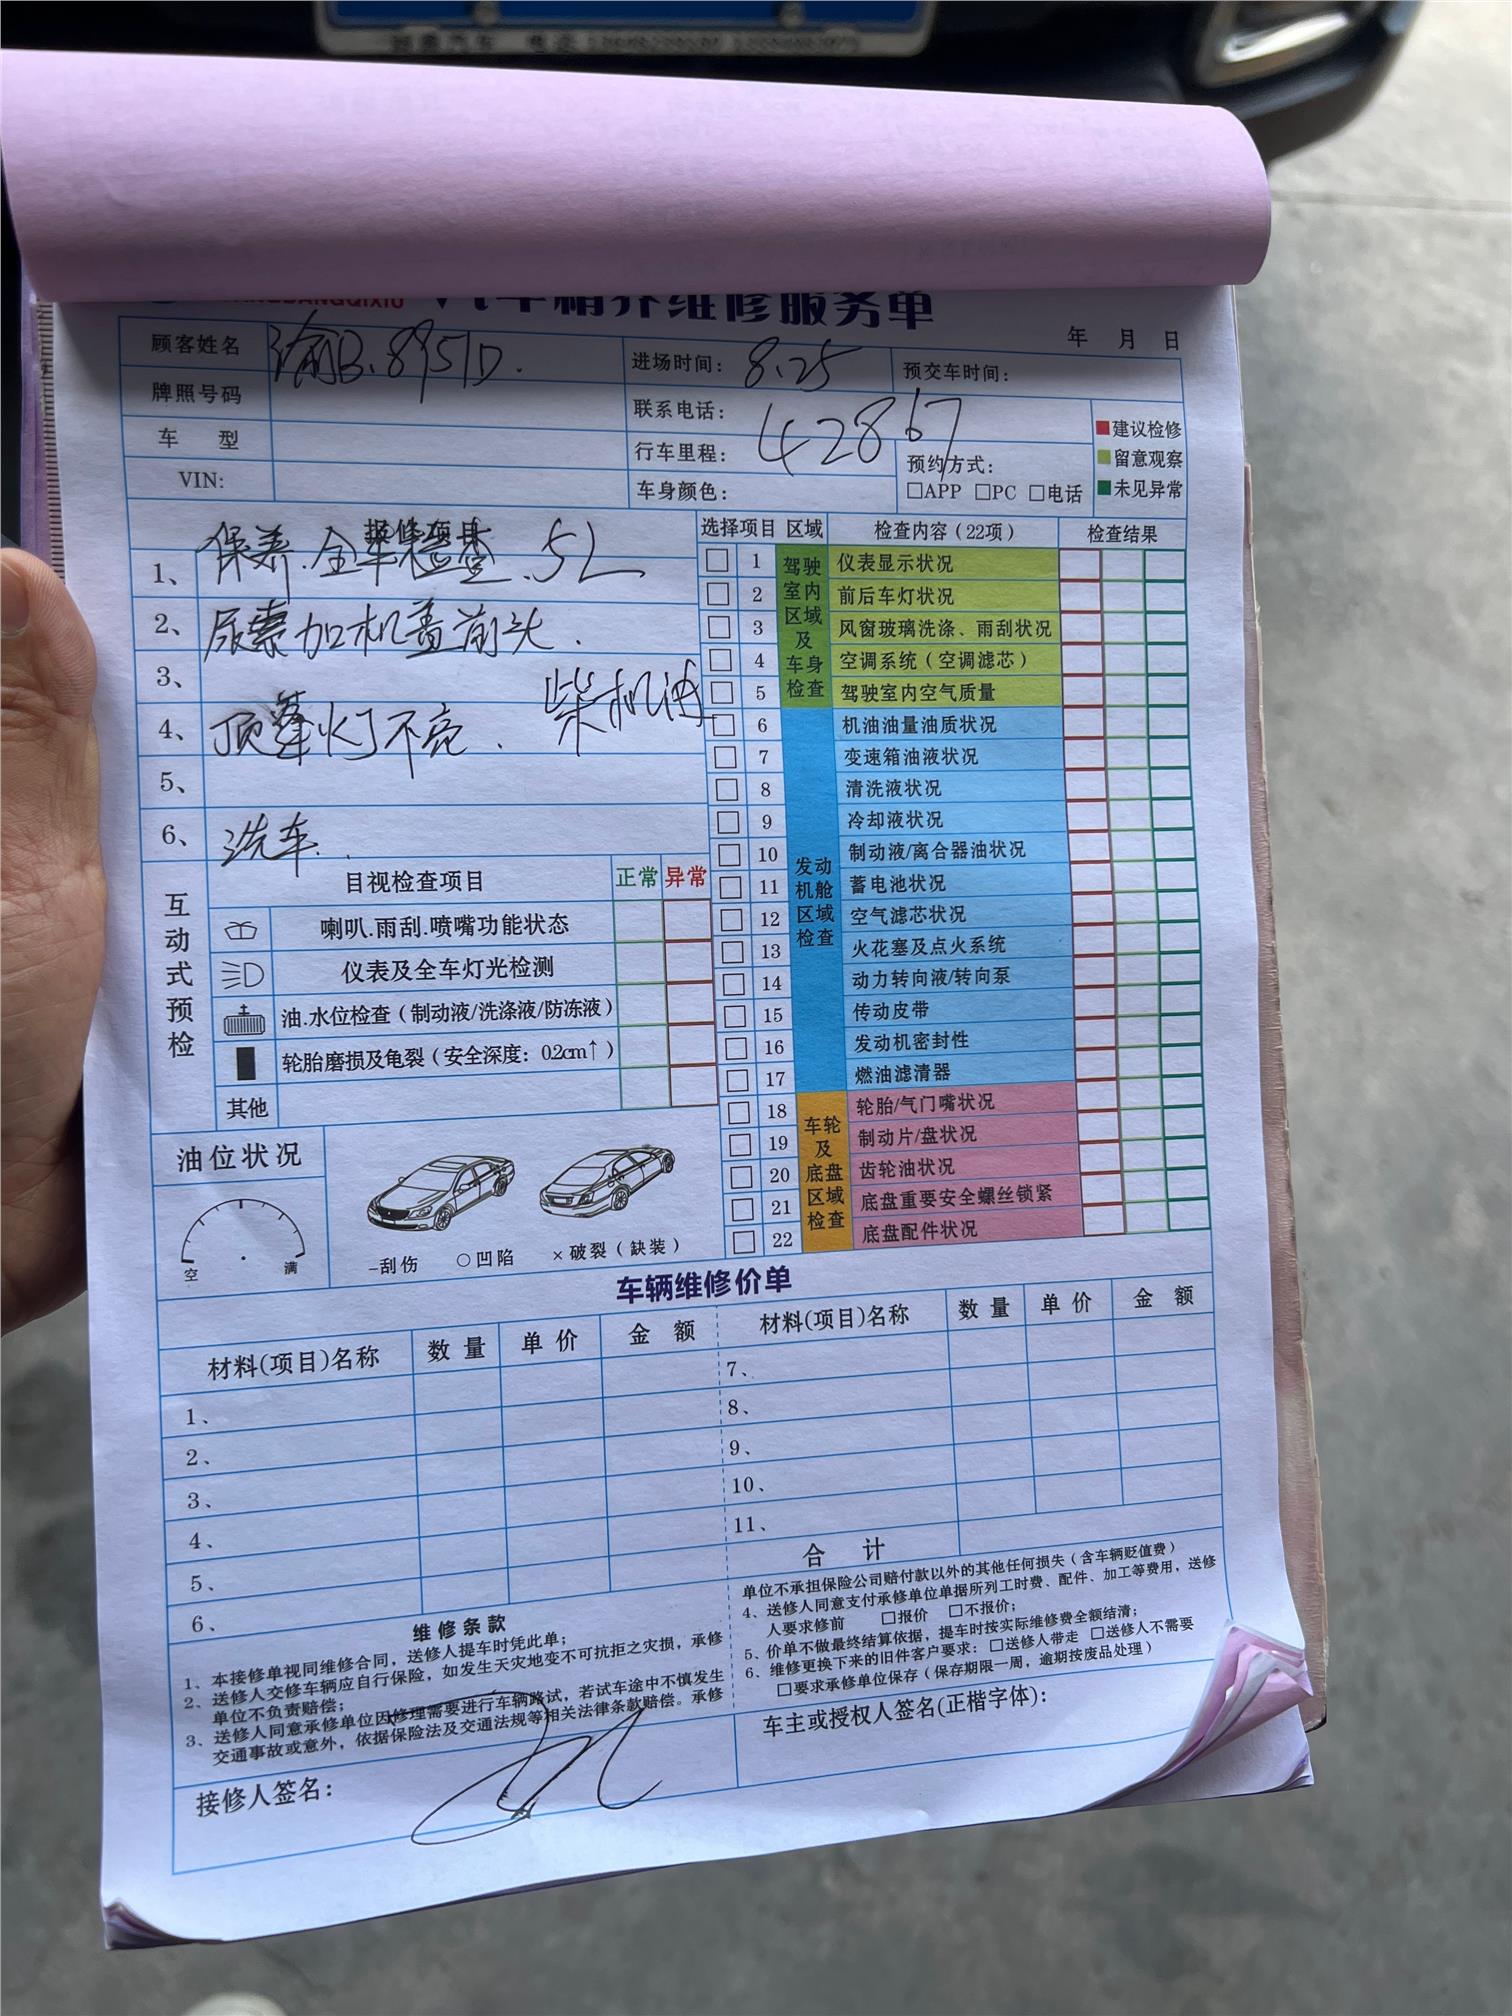 汽车精养维修服务单
年 月 日
顾客姓名 渝B.8951D. 进场时间: 8.25 预交车时间:
牌照号码 联系电话:
车 型 行车里程: 42867 预约方式:
□APP □PC □电话
VIN: 车身颜色:
建议检修
留意观察
未见异常
报修项目
1、 保养.全车检查.5L
2、 尿素加机盖前头.
3、
4、 顶篷灯不亮. 柴机油
5、
6、 洗车.
互动式预检
目视检查项目 正常 异常
喇叭.雨刮.喷嘴功能状态
仪表及全车灯光检测
油.水位检查(制动液/洗涤液/防冻液)
轮胎磨损及龟裂(安全深度: 0.2cm↑)
其他
油位状况
空 满
-刮伤 ○凹陷 ×破裂(缺装)
选择项目 区域 检查内容(22项) 检查结果
驾驶室内区域及车身检查
□ 1 仪表显示状况
□ 2 前后车灯状况
□ 3 风窗玻璃洗涤、雨刮状况
□ 4 空调系统(空调滤芯)
□ 5 驾驶室内空气质量
发动机舱区域检查
□ 6 机油油量油质状况
□ 7 变速箱油液状况
□ 8 清洗液状况
□ 9 冷却液状况
□ 10 制动液/离合器油状况
□ 11 蓄电池状况
□ 12 空气滤芯状况
□ 13 火花塞及点火系统
□ 14 动力转向液/转向泵
□ 15 传动皮带
□ 16 发动机密封性
□ 17 燃油滤清器
车轮及底盘区域检查
□ 18 轮胎/气门嘴状况
□ 19 制动片/盘状况
□ 20 齿轮油状况
□ 21 底盘重要安全螺丝锁紧
□ 22 底盘配件状况
车辆维修价单
材料(项目)名称 数量 单价 金额 材料(项目)名称 数量 单价 金额
1、 7、
2、 8、
3、 9、
4、 10、
5、 11、
6、 合 计
维修条款
1、本接修单视同维修合同,送修人提车时凭此单;
2、送修人交修车辆应自行保险,如发生天灾地变不可抗拒之灾损,承修
单位不负责赔偿;
3、送修人同意承修单位因修理需要进行车辆路试,若试车途中不慎发生
交通事故或意外,依据保险法及交通法规等相关法律条款赔偿。承修
单位不承担保险公司赔付款以外的其他任何损失(含车辆贬值费)
4、送修人同意支付承修单位单据所列工时费、配件、加工等费用,送修
人要求修前 □报价 □不报价;
5、价单不做最终结算依据,提车时按实际维修费全额结清;
6、维修更换下来的旧件客户要求: □送修人带走 □送修人不需要
□要求承修单位保存(保存期限一周,逾期按废品处理)
接修人签名:
车主或授权人签名(正楷字体):